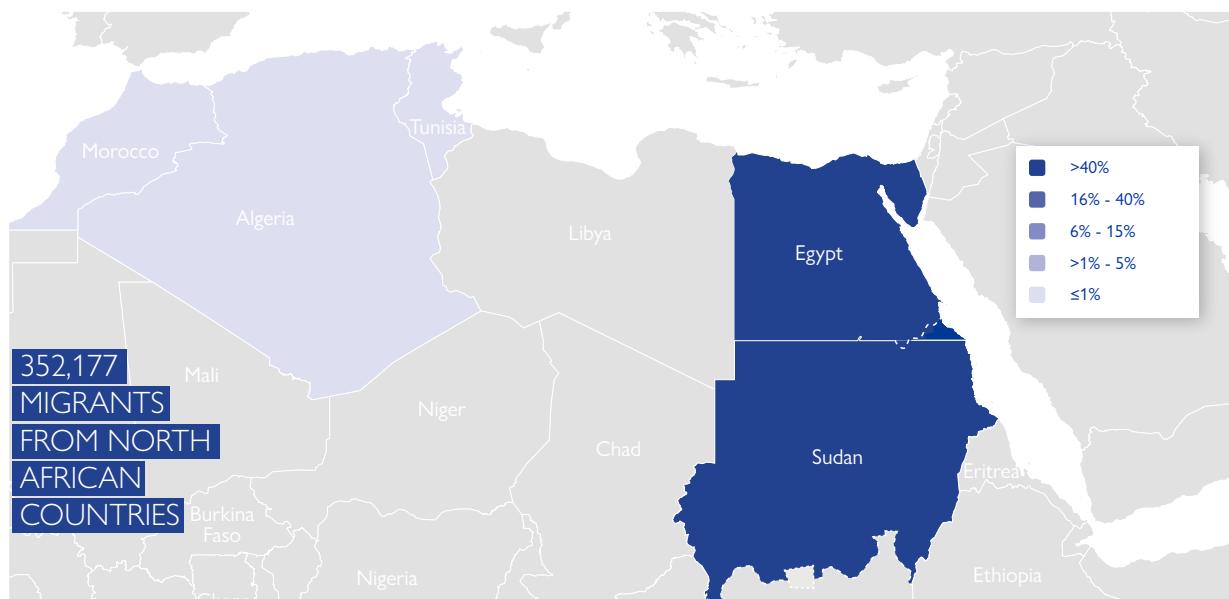 Tunisia
Morocco
Algeria
Libya
Egypt
>40%
16% - 40%
6% - 15%
>1% - 5%
≤1%
352,177
MIGRANTS
FROM NORTH
AFRICAN
COUNTRIES
Mali
Niger
Chad
Sudan
Eritrea
Burkina
Faso
Nigeria
Ethiopia